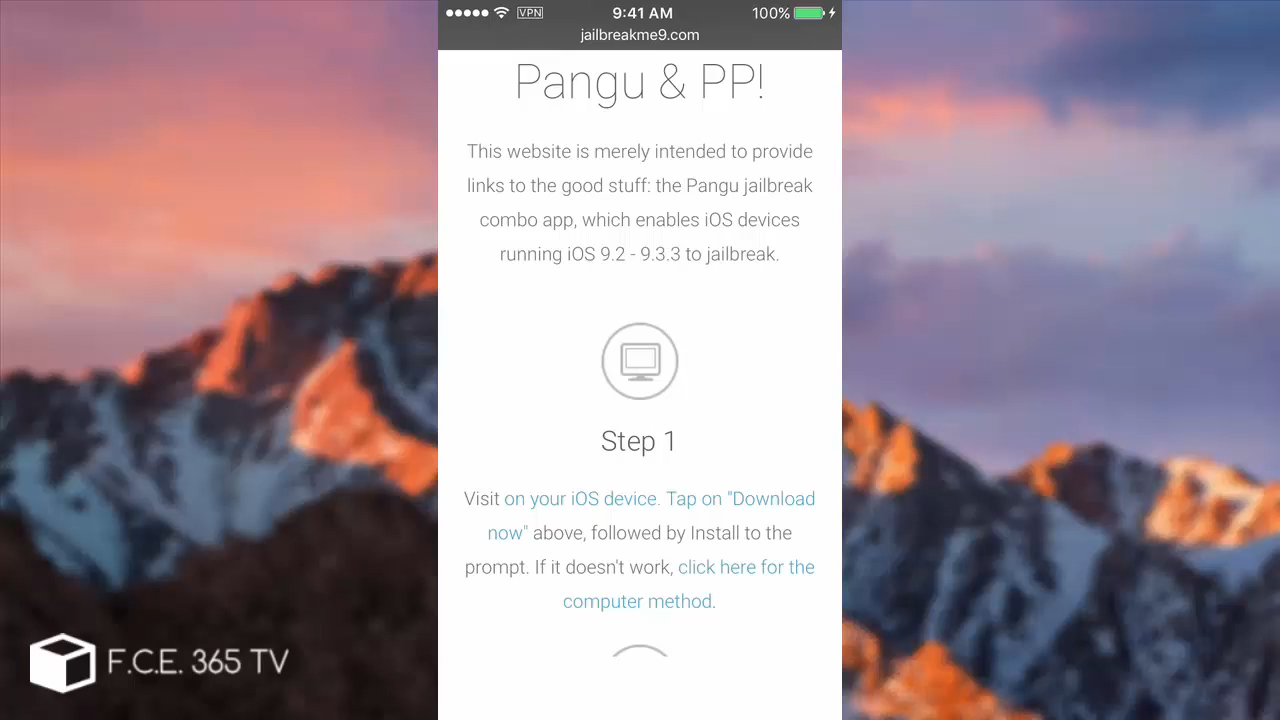 VPN 9:41 AM 100%
jailbreakme9.com
Pangu & PP!
This website is merely intended to provide
links to the good stuff: the Pangu jailbreak
combo app, which enables iOS devices
running iOS 9.2 - 9.3.3 to jailbreak.
Step 1
Visit on your iOS device. Tap on "Download
now" above, followed by Install to the
prompt. If it doesn't work, click here for the
computer method.
F.C.E. 365 TV